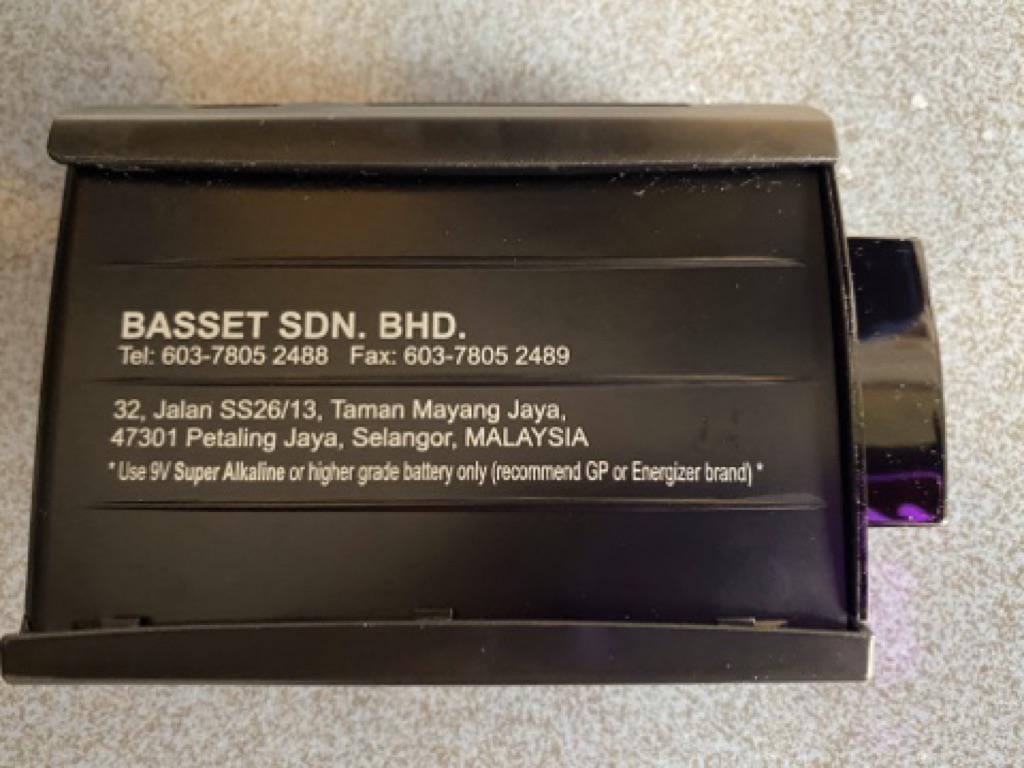 BASSET SDN. BHD.
Tel: 603-7805 2488 Fax: 603-7805 2489
32, Jalan SS26/13, Taman Mayang Jaya,
47301 Petaling Jaya, Selangor, MALAYSIA
* Use 9V Super Alkaline or higher grade battery only (recommend GP or Energizer brand) *